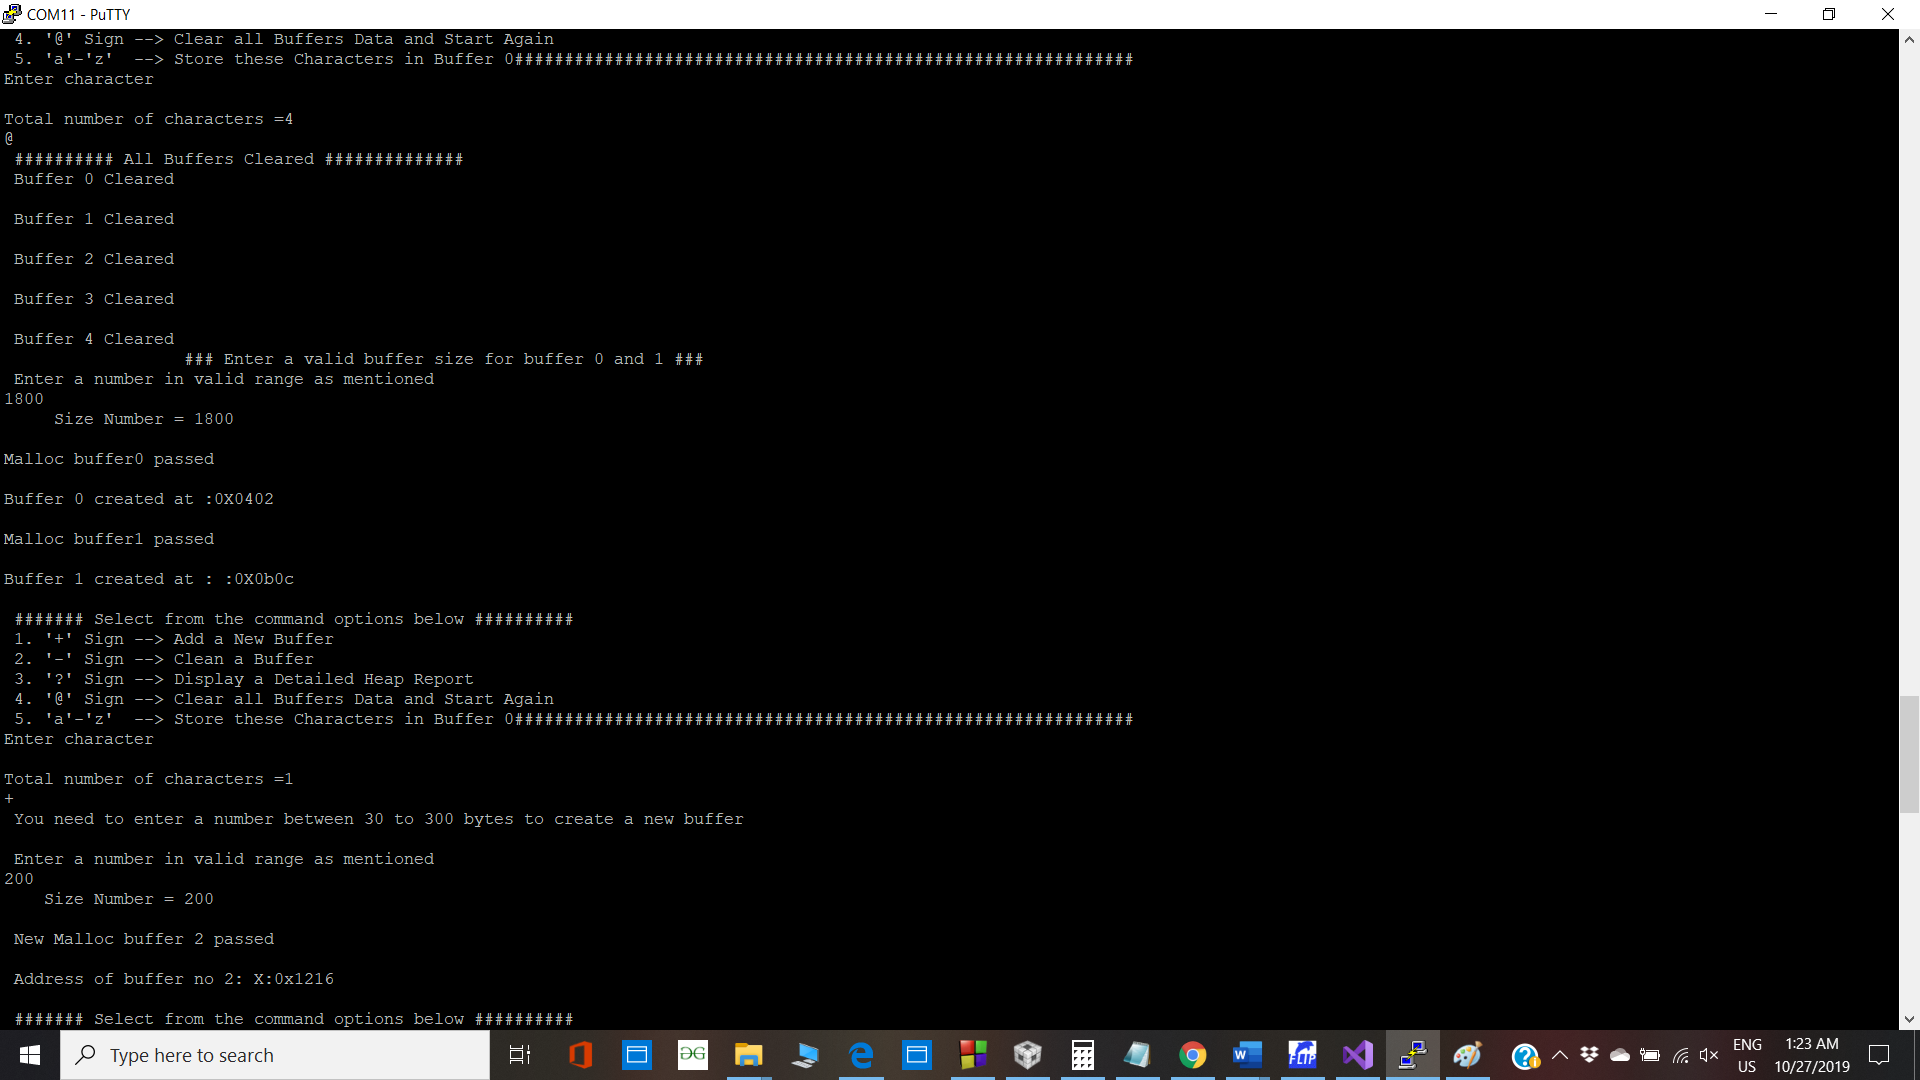 COM11 - PuTTY
4. '@' Sign --> Clear all Buffers Data and Start Again
5. 'a'-'z'  --> Store these Characters in Buffer 0##############################################################
Enter character
Total number of characters =4
@
########## All Buffers Cleared ##############
Buffer 0 Cleared
Buffer 1 Cleared
Buffer 2 Cleared
Buffer 3 Cleared
Buffer 4 Cleared
### Enter a valid buffer size for buffer 0 and 1 ###
Enter a number in valid range as mentioned
1800
Size Number = 1800
Malloc buffer0 passed
Buffer 0 created at :0X0402
Malloc buffer1 passed
Buffer 1 created at : :0X0b0c
####### Select from the command options below ##########
1. '+' Sign --> Add a New Buffer
2. '-' Sign --> Clean a Buffer
3. '?' Sign --> Display a Detailed Heap Report
4. '@' Sign --> Clear all Buffers Data and Start Again
5. 'a'-'z'  --> Store these Characters in Buffer 0##############################################################
Enter character
Total number of characters =1
+
You need to enter a number between 30 to 300 bytes to create a new buffer
Enter a number in valid range as mentioned
200
Size Number = 200
New Malloc buffer 2 passed
Address of buffer no 2: X:0x1216
####### Select from the command options below ##########
Type here to search
FLIP
ENG
US
1:23 AM
10/27/2019